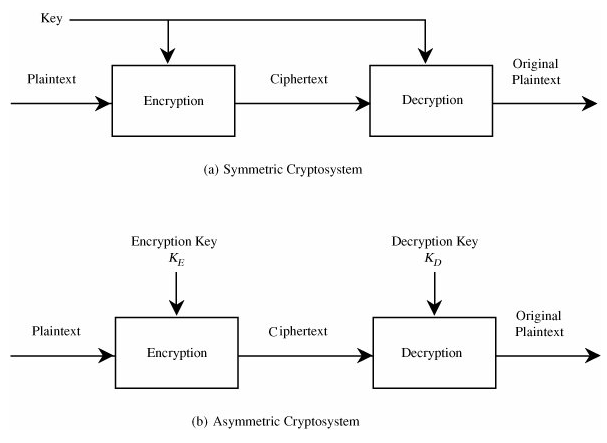 Key
Plaintext
Encryption
Ciphertext
Decryption
Original
Plaintext
(a) Symmetric Cryptosystem
Encryption Key
K_E
Decryption Key
K_D
Plaintext
Encryption
Ciphertext
Decryption
Original
Plaintext
(b) Asymmetric Cryptosystem